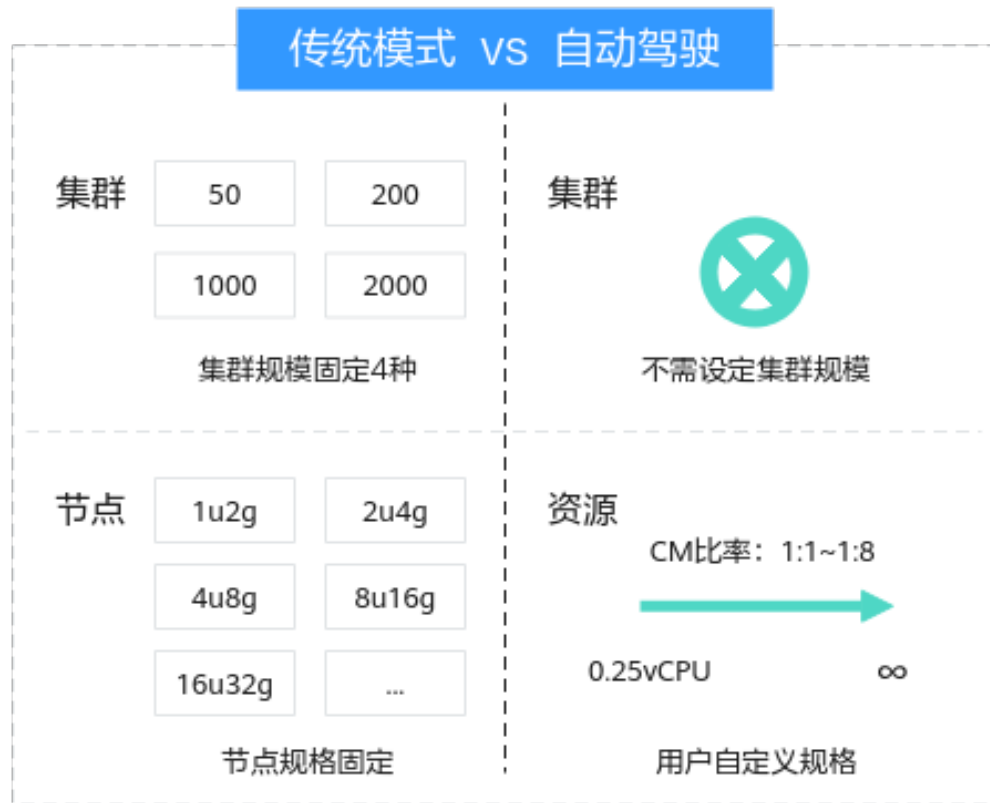 传统模式 vs 自动驾驶
集群
50
200
1000
2000
集群规模固定4种
集群
不需设定集群规模
节点
1u2g
2u4g
4u8g
8u16g
16u32g
...
节点规格固定
资源
CM比率：1:1~1:8
0.25vCPU
∞
用户自定义规格